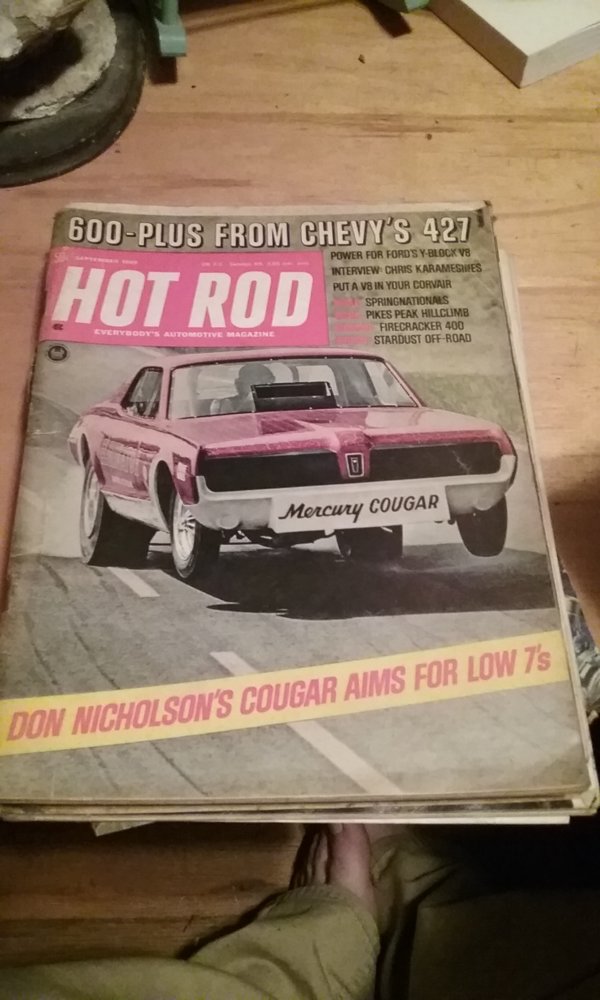 600-PLUS FROM CHEVY'S 427
50¢ SEPTEMBER
HOT ROD
EVERYBODY'S AUTOMOTIVE MAGAZINE
POWER FOR FORD'S Y-BLOCK V8
INTERVIEW: CHRIS KARAMESINES
PUT A V8 IN YOUR CORVAIR
SPRINGNATIONALS
PIKES PEAK HILLCLIMB
FIRECRACKER 400
STARDUST OFF-ROAD
Mercury COUGAR
DON NICHOLSON'S COUGAR AIMS FOR LOW 7's